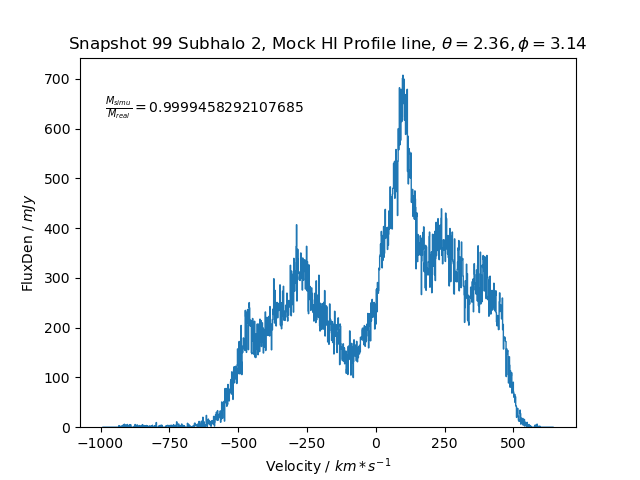 Snapshot 99 Subhalo 2, Mock HI Profile line, θ = 2.36, ϕ = 3.14
M_simu/M_real = 0.9999458292107685
FluxDen / mJy
700
600
500
400
300
200
100
0
−1000 −750 −500 −250 0 250 500
Velocity / km * s^−1